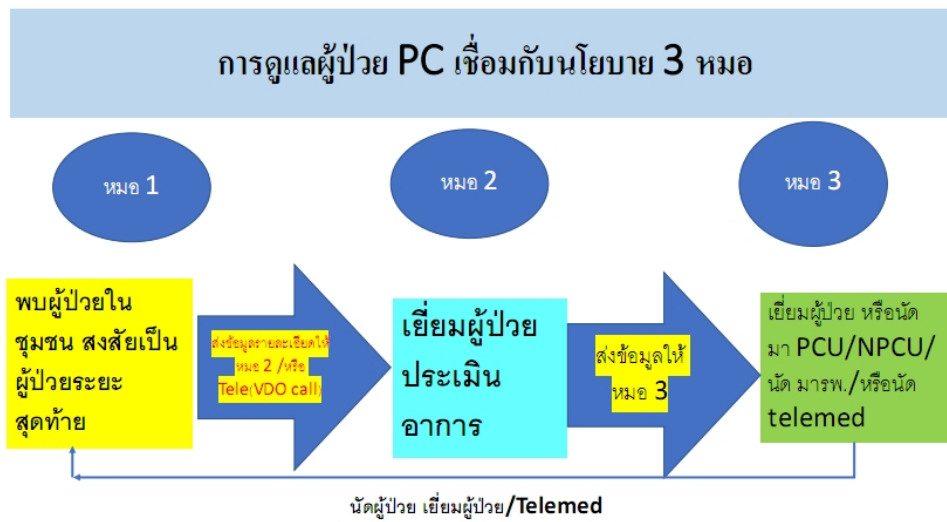 การดูแลผู้ป่วย PC เชื่อมกับนโยบาย 3 หมอ
หมอ 1
หมอ 2
หมอ 3
พบผู้ป่วยใน
ชุมชน สงสัยเป็น
ผู้ป่วยระยะ
สุดท้าย
ส่งข้อมูลรายละเอียดให้
หมอ 2 /หรือ
Tele(VDO call)
เยี่ยมผู้ป่วย
ประเมิน
อาการ
ส่งข้อมูลให้
หมอ 3
เยี่ยมผู้ป่วย หรือนัด
มา PCU/NPCU/
นัด มารพ./หรือนัด
telemed
นัดผู้ป่วย เยี่ยมผู้ป่วย/Telemed